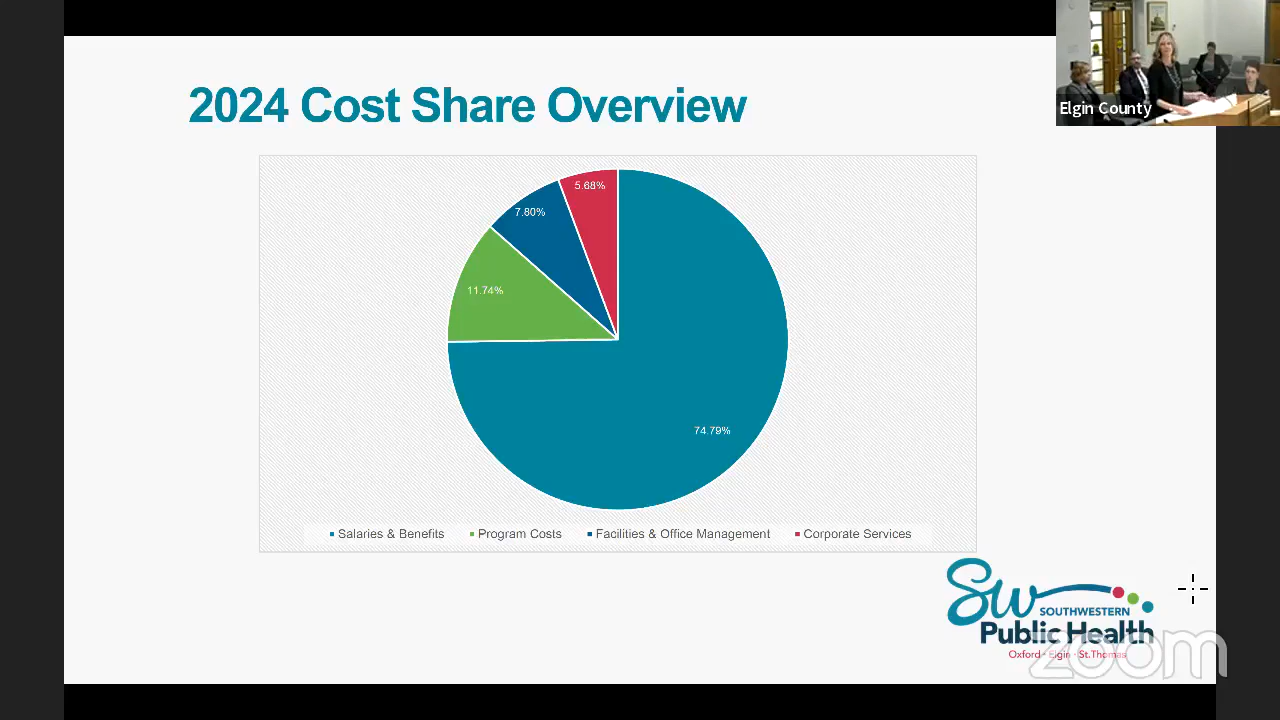 2024 Cost Share Overview
Elgin County
5.68%
7.80%
11.74%
74.79%
Salaries & Benefits Program Costs Facilities & Office Management Corporate Services
Sw
SOUTHWESTERN
Public Health
Oxford • Elgin • St.Thomas
zoom